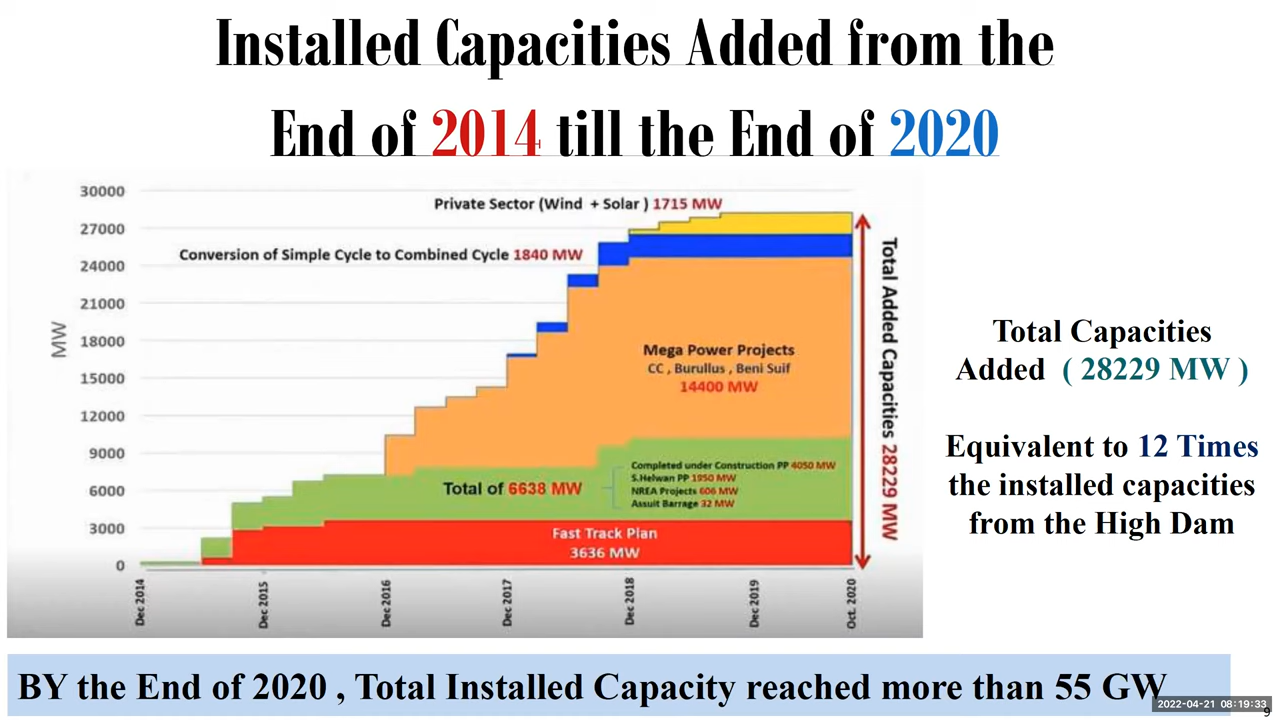 Installed Capacities Added from the
End of 2014 till the End of 2020
30000
27000
24000
21000
18000
15000
12000
9000
6000
3000
0
MW
Private Sector (Wind + Solar ) 1715 MW
Conversion of Simple Cycle to Combined Cycle 1840 MW
Mega Power Projects
CC , Burullus , Beni Suif
14400 MW
Total of 6638 MW
Completed under Construction PP 4050 MW
S.Helwan PP 1950 MW
NREA Projects 606 MW
Assuit Barrage 32 MW
Fast Track Plan
3636 MW
Total Added Capacities 28229 MW
Dec 2014
Dec 2015
Dec 2016
Dec 2017
Dec 2018
Dec 2019
Oct. 2020
Total Capacities
Added ( 28229 MW )
Equivalent to 12 Times
the installed capacities
from the High Dam
BY the End of 2020 , Total Installed Capacity reached more than 55 GW
2022-04-21 08:19:33
9